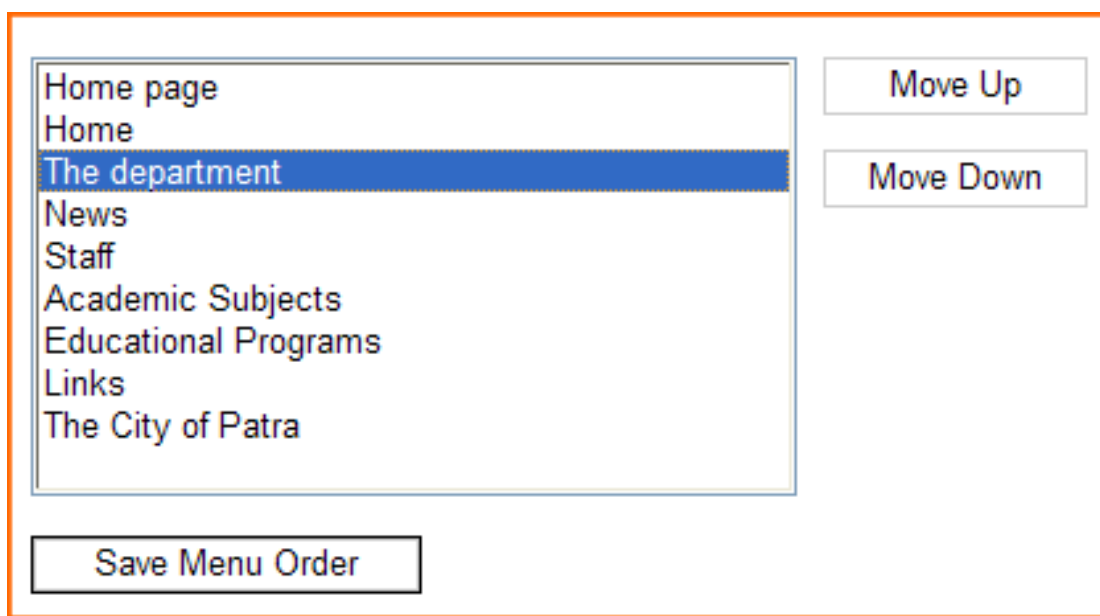 Home page
Home
The department
News
Staff
Academic Subjects
Educational Programs
Links
The City of Patra
Move Up
Move Down
Save Menu Order